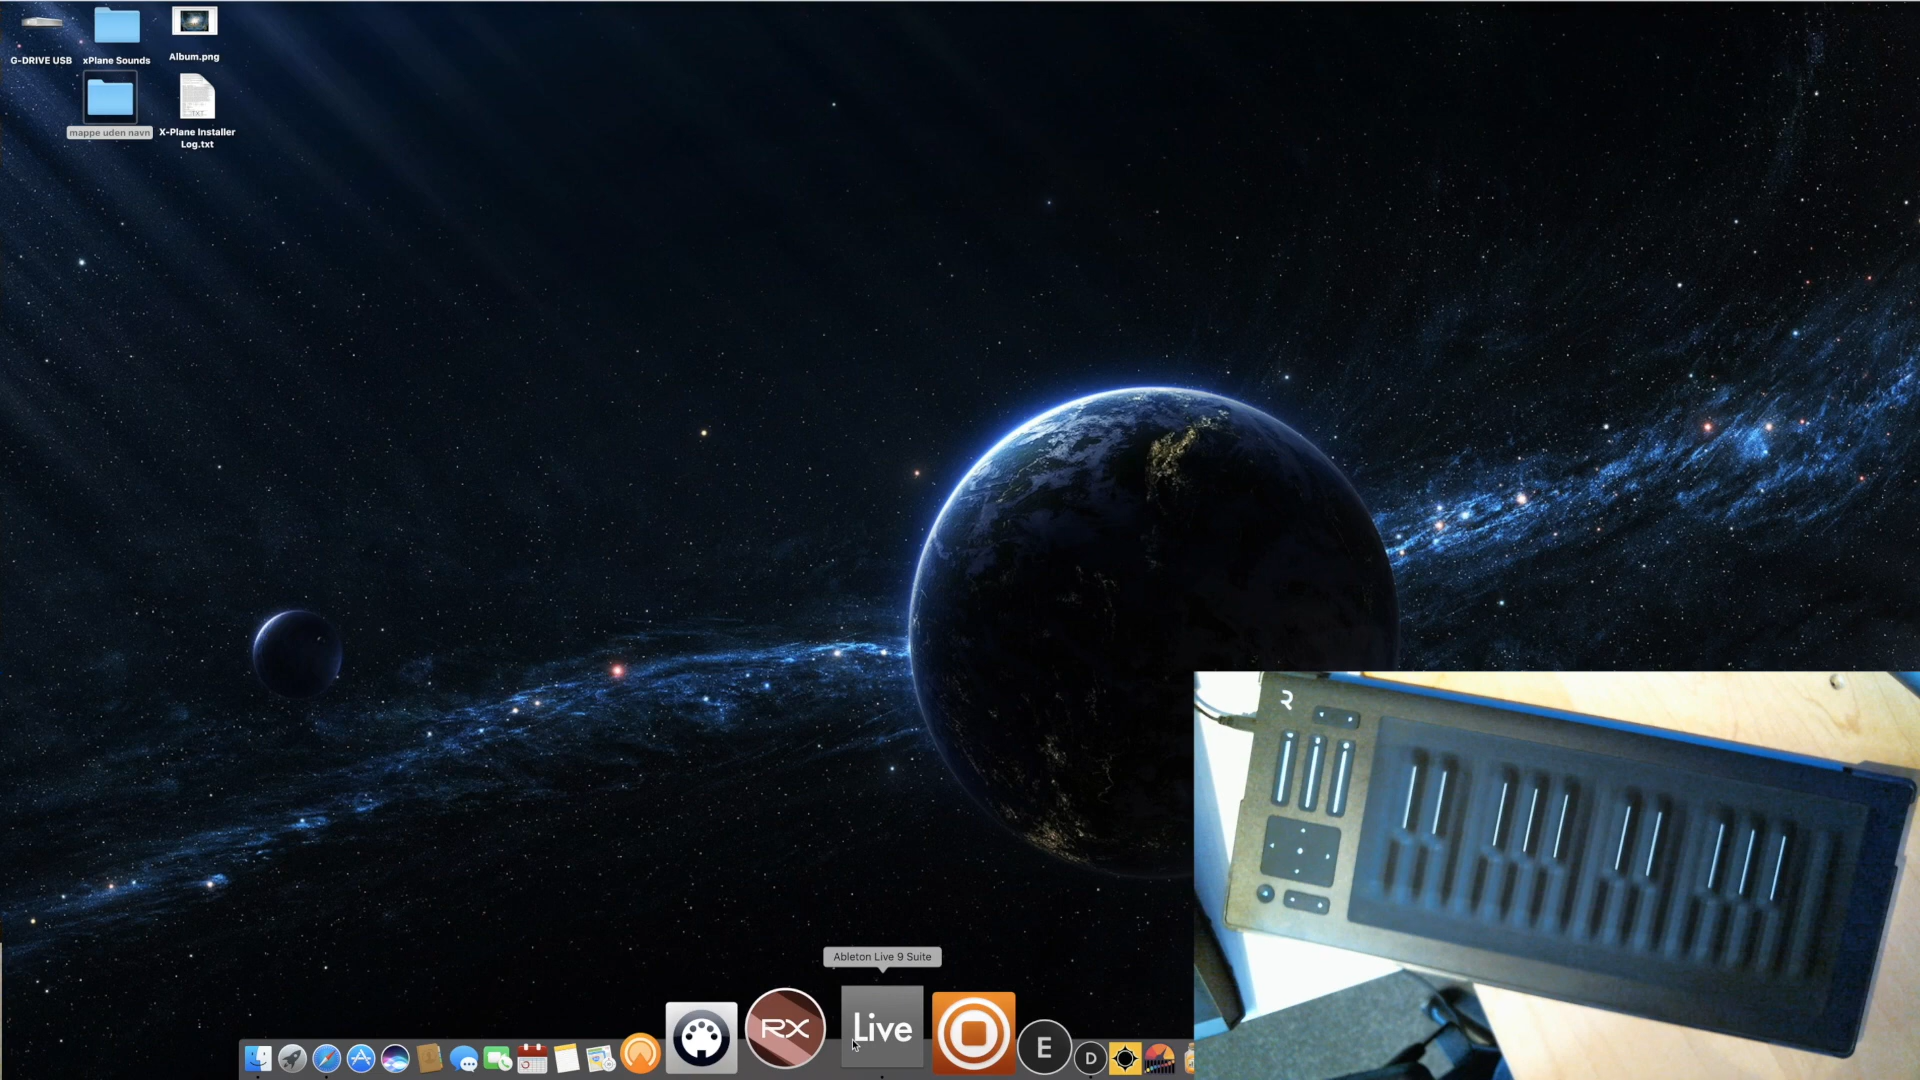 G-DRIVE USB
xPlane Sounds
Album.png
mappe uden navn
X-Plane Installer
Log.txt
TXT
Ableton Live 9 Suite
RX
Live
E
D